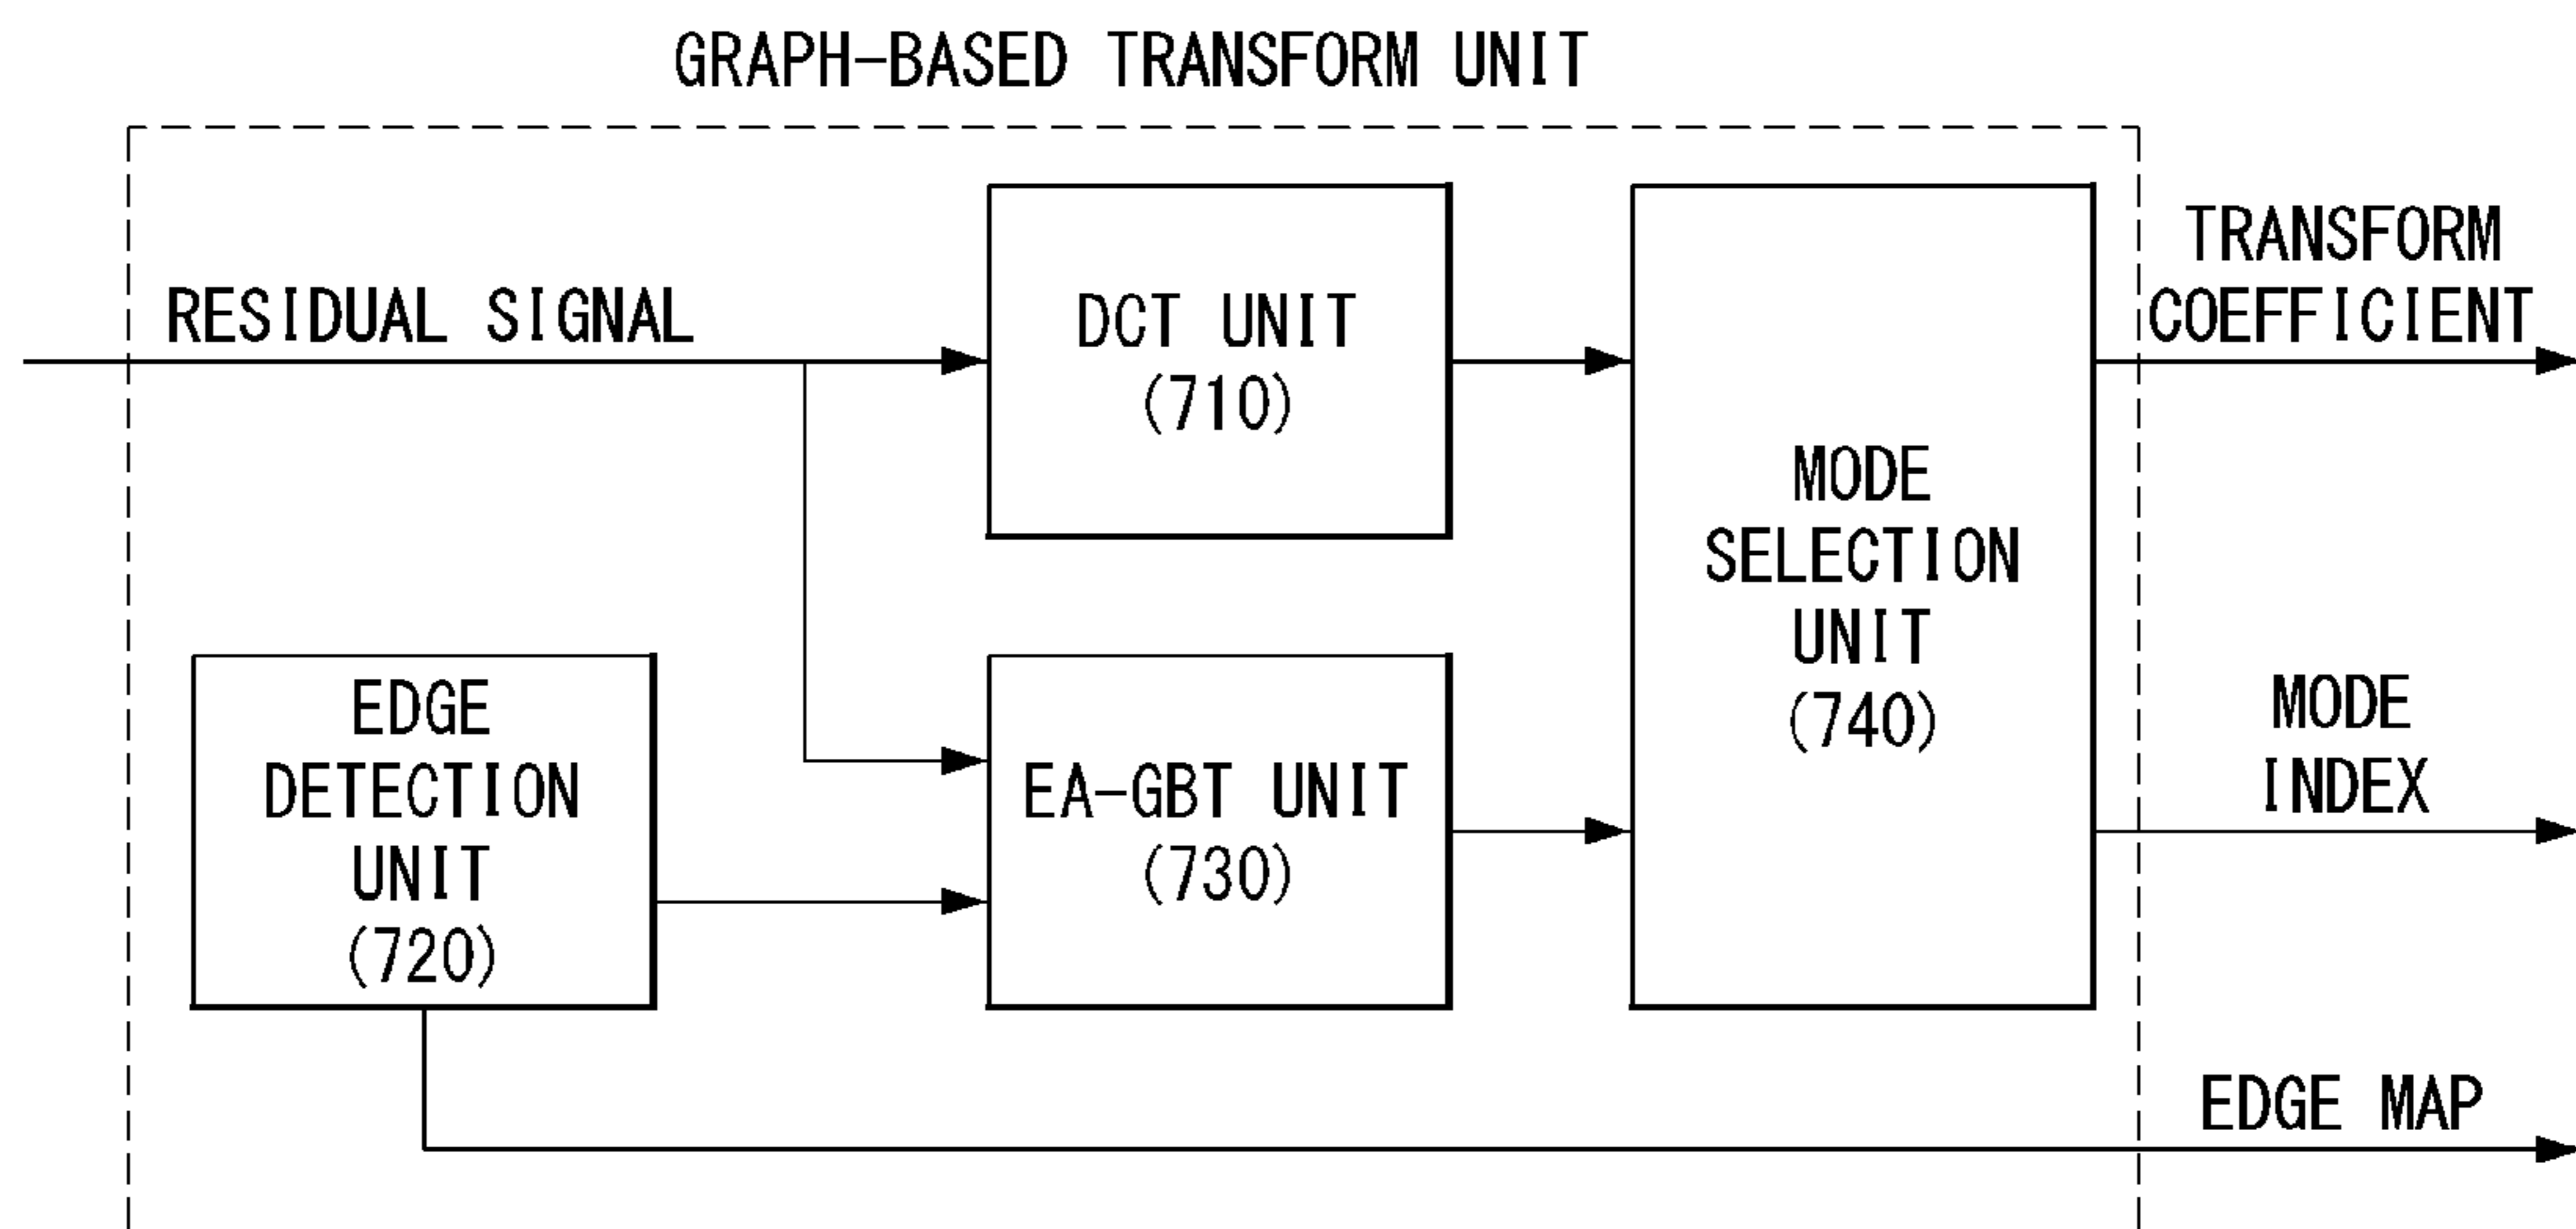 GRAPH-BASED TRANSFORM UNIT
RESIDUAL SIGNAL
DCT UNIT
(710)
MODE
SELECTION
UNIT
(740)
TRANSFORM
COEFFICIENT
EDGE
DETECTION
UNIT
(720)
EA-GBT UNIT
(730)
MODE
INDEX
EDGE MAP